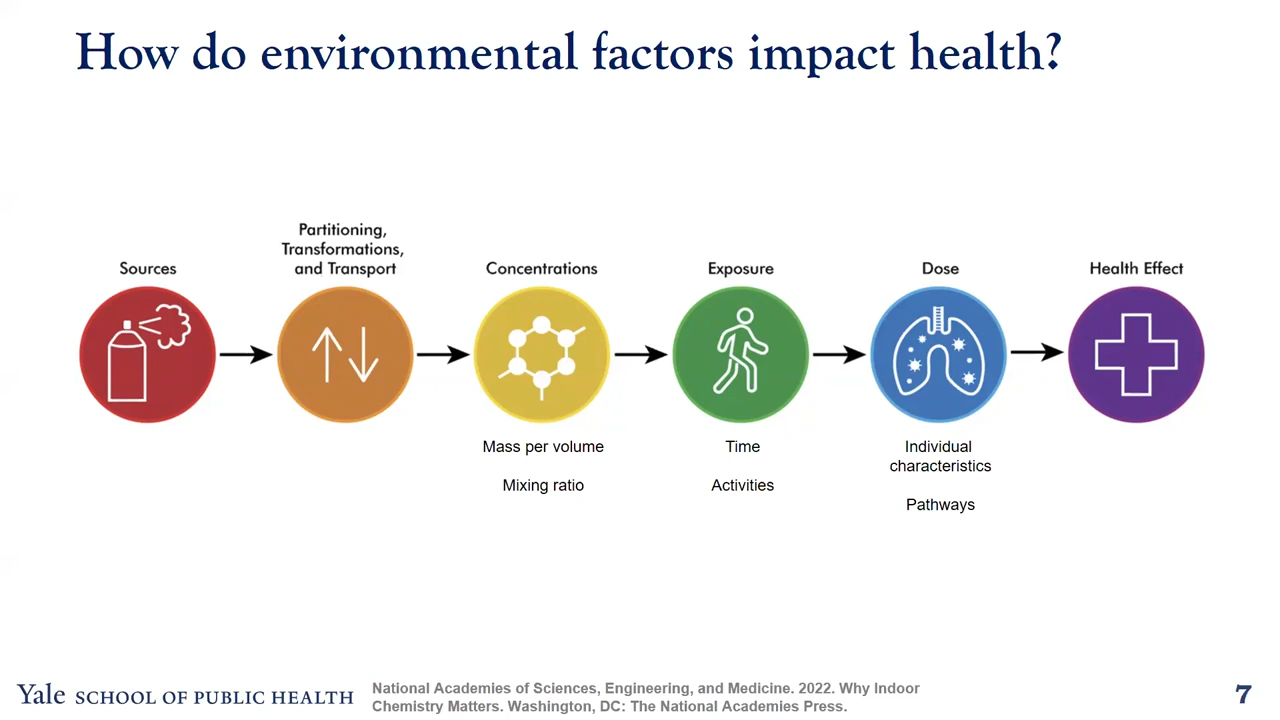 How do environmental factors impact health?
Sources
Partitioning,
Transformations,
and Transport
Concentrations
Exposure
Dose
Health Effect
Mass per volume
Mixing ratio
Time
Activities
Individual
characteristics
Pathways
Yale SCHOOL OF PUBLIC HEALTH
National Academies of Sciences, Engineering, and Medicine. 2022. Why Indoor
Chemistry Matters. Washington, DC: The National Academies Press.
7